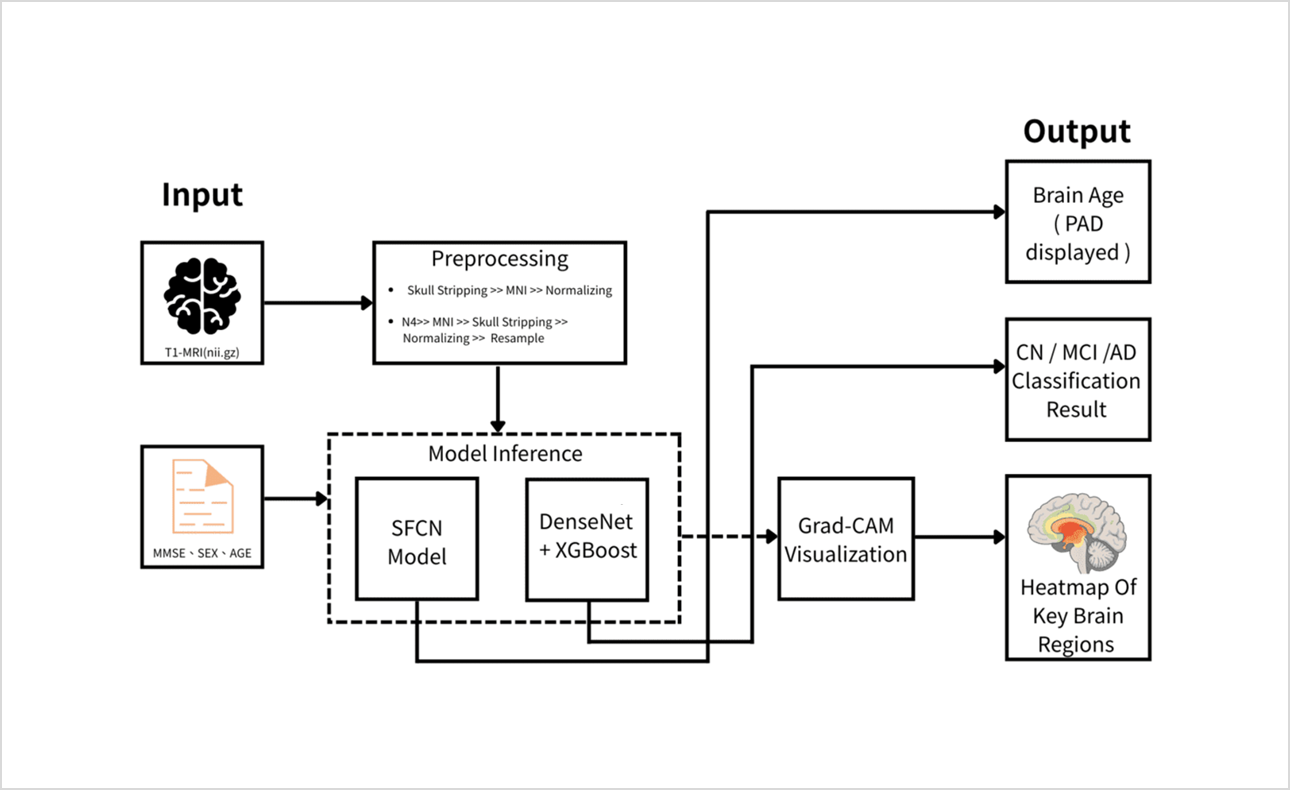 Input
T1-MRI(nii.gz)
MMSE、SEX、AGE
Preprocessing
• Skull Stripping >> MNI >> Normalizing
• N4>> MNI >> Skull Stripping >>
Normalizing >> Resample
Model Inference
SFCN
Model
DenseNet
+ XGBoost
Grad-CAM
Visualization
Output
Brain Age
( PAD
displayed )
CN / MCI /AD
Classification
Result
Heatmap Of
Key Brain
Regions